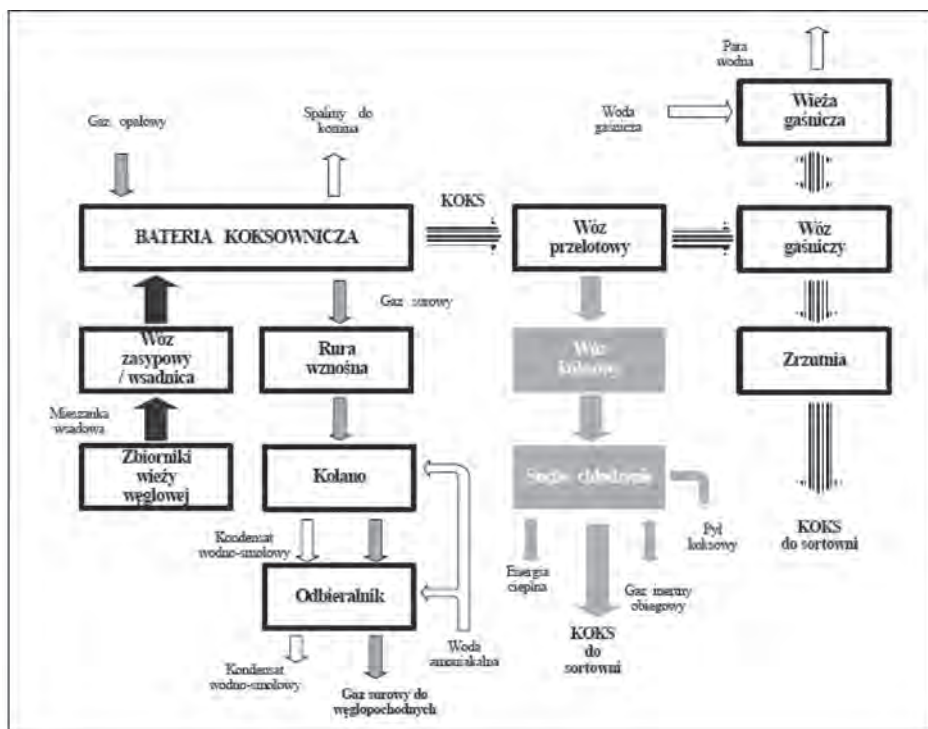 Para
wodna
Wieża
gaśnicza
Woda
gaśnicza
Gaz opałowy
Spaliny do
komina
KOKS
BATERIA KOKSOWNICZA
Wóz
przelotowy
Wóz
gaśniczy
Gaz surowy
Wóz
zasypowy
/ wsadnica
Rura
wznośna
Wóz
koksowy
Zrzutnia
Mieszanka
wsadowa
Zbiorniki
wieży
węglowej
Kolano
Suche chłodzenie
Kondensat
wodno-smołowy
Pył
koksowy
KOKS
do sortowni
Energia
cieplna
Gaz inertny
obiegowy
Odbieralnik
KOKS
do
sortowni
Kondensat
wodno-smołowy
Woda
amoniakalna
Gaz surowy do
węglopochodnych